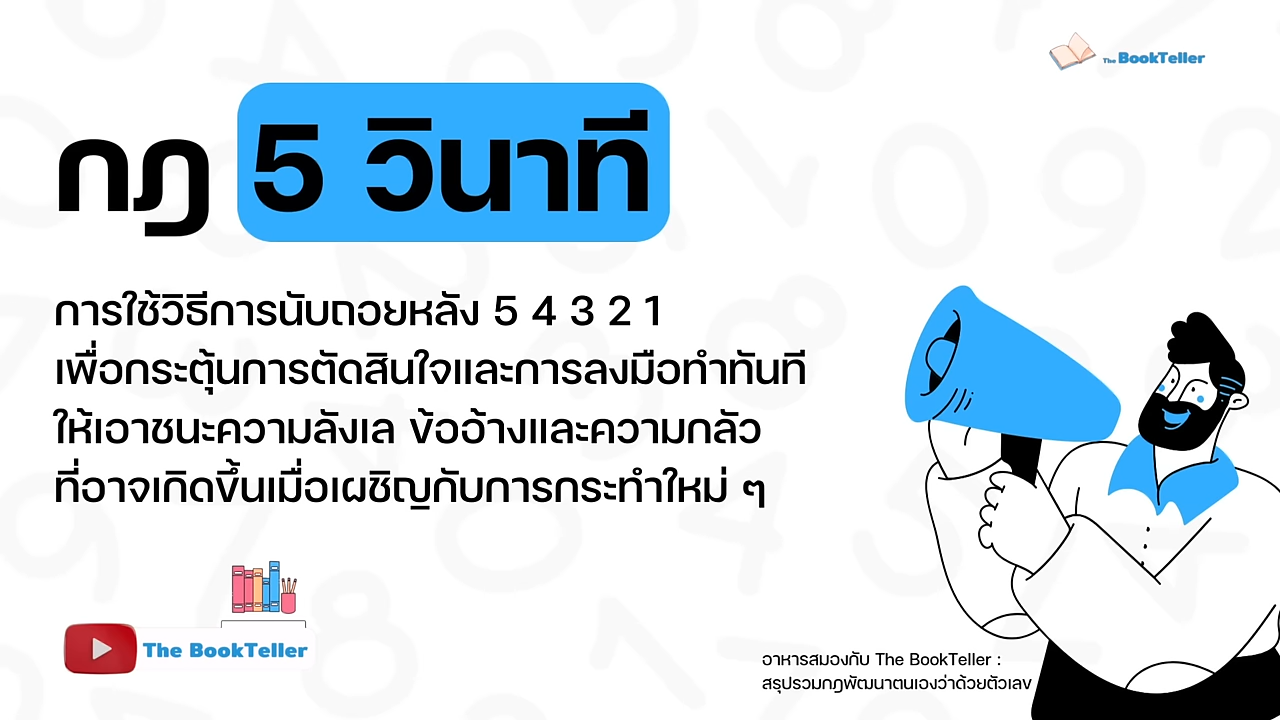 The BookTeller
กฎ 5 วินาที
การใช้วิธีการนับถอยหลัง 5 4 3 2 1
เพื่อกระตุ้นการตัดสินใจและการลงมือทำทันที
ให้เอาชนะความลังเล ข้ออ้างและความกลัว
ที่อาจเกิดขึ้นเมื่อเผชิญกับการกระทำใหม่ ๆ
The BookTeller
อาหารสมองกับ The BookTeller :
สรุปรวมกฎพัฒนาตนเองว่าด้วยตัวเลข